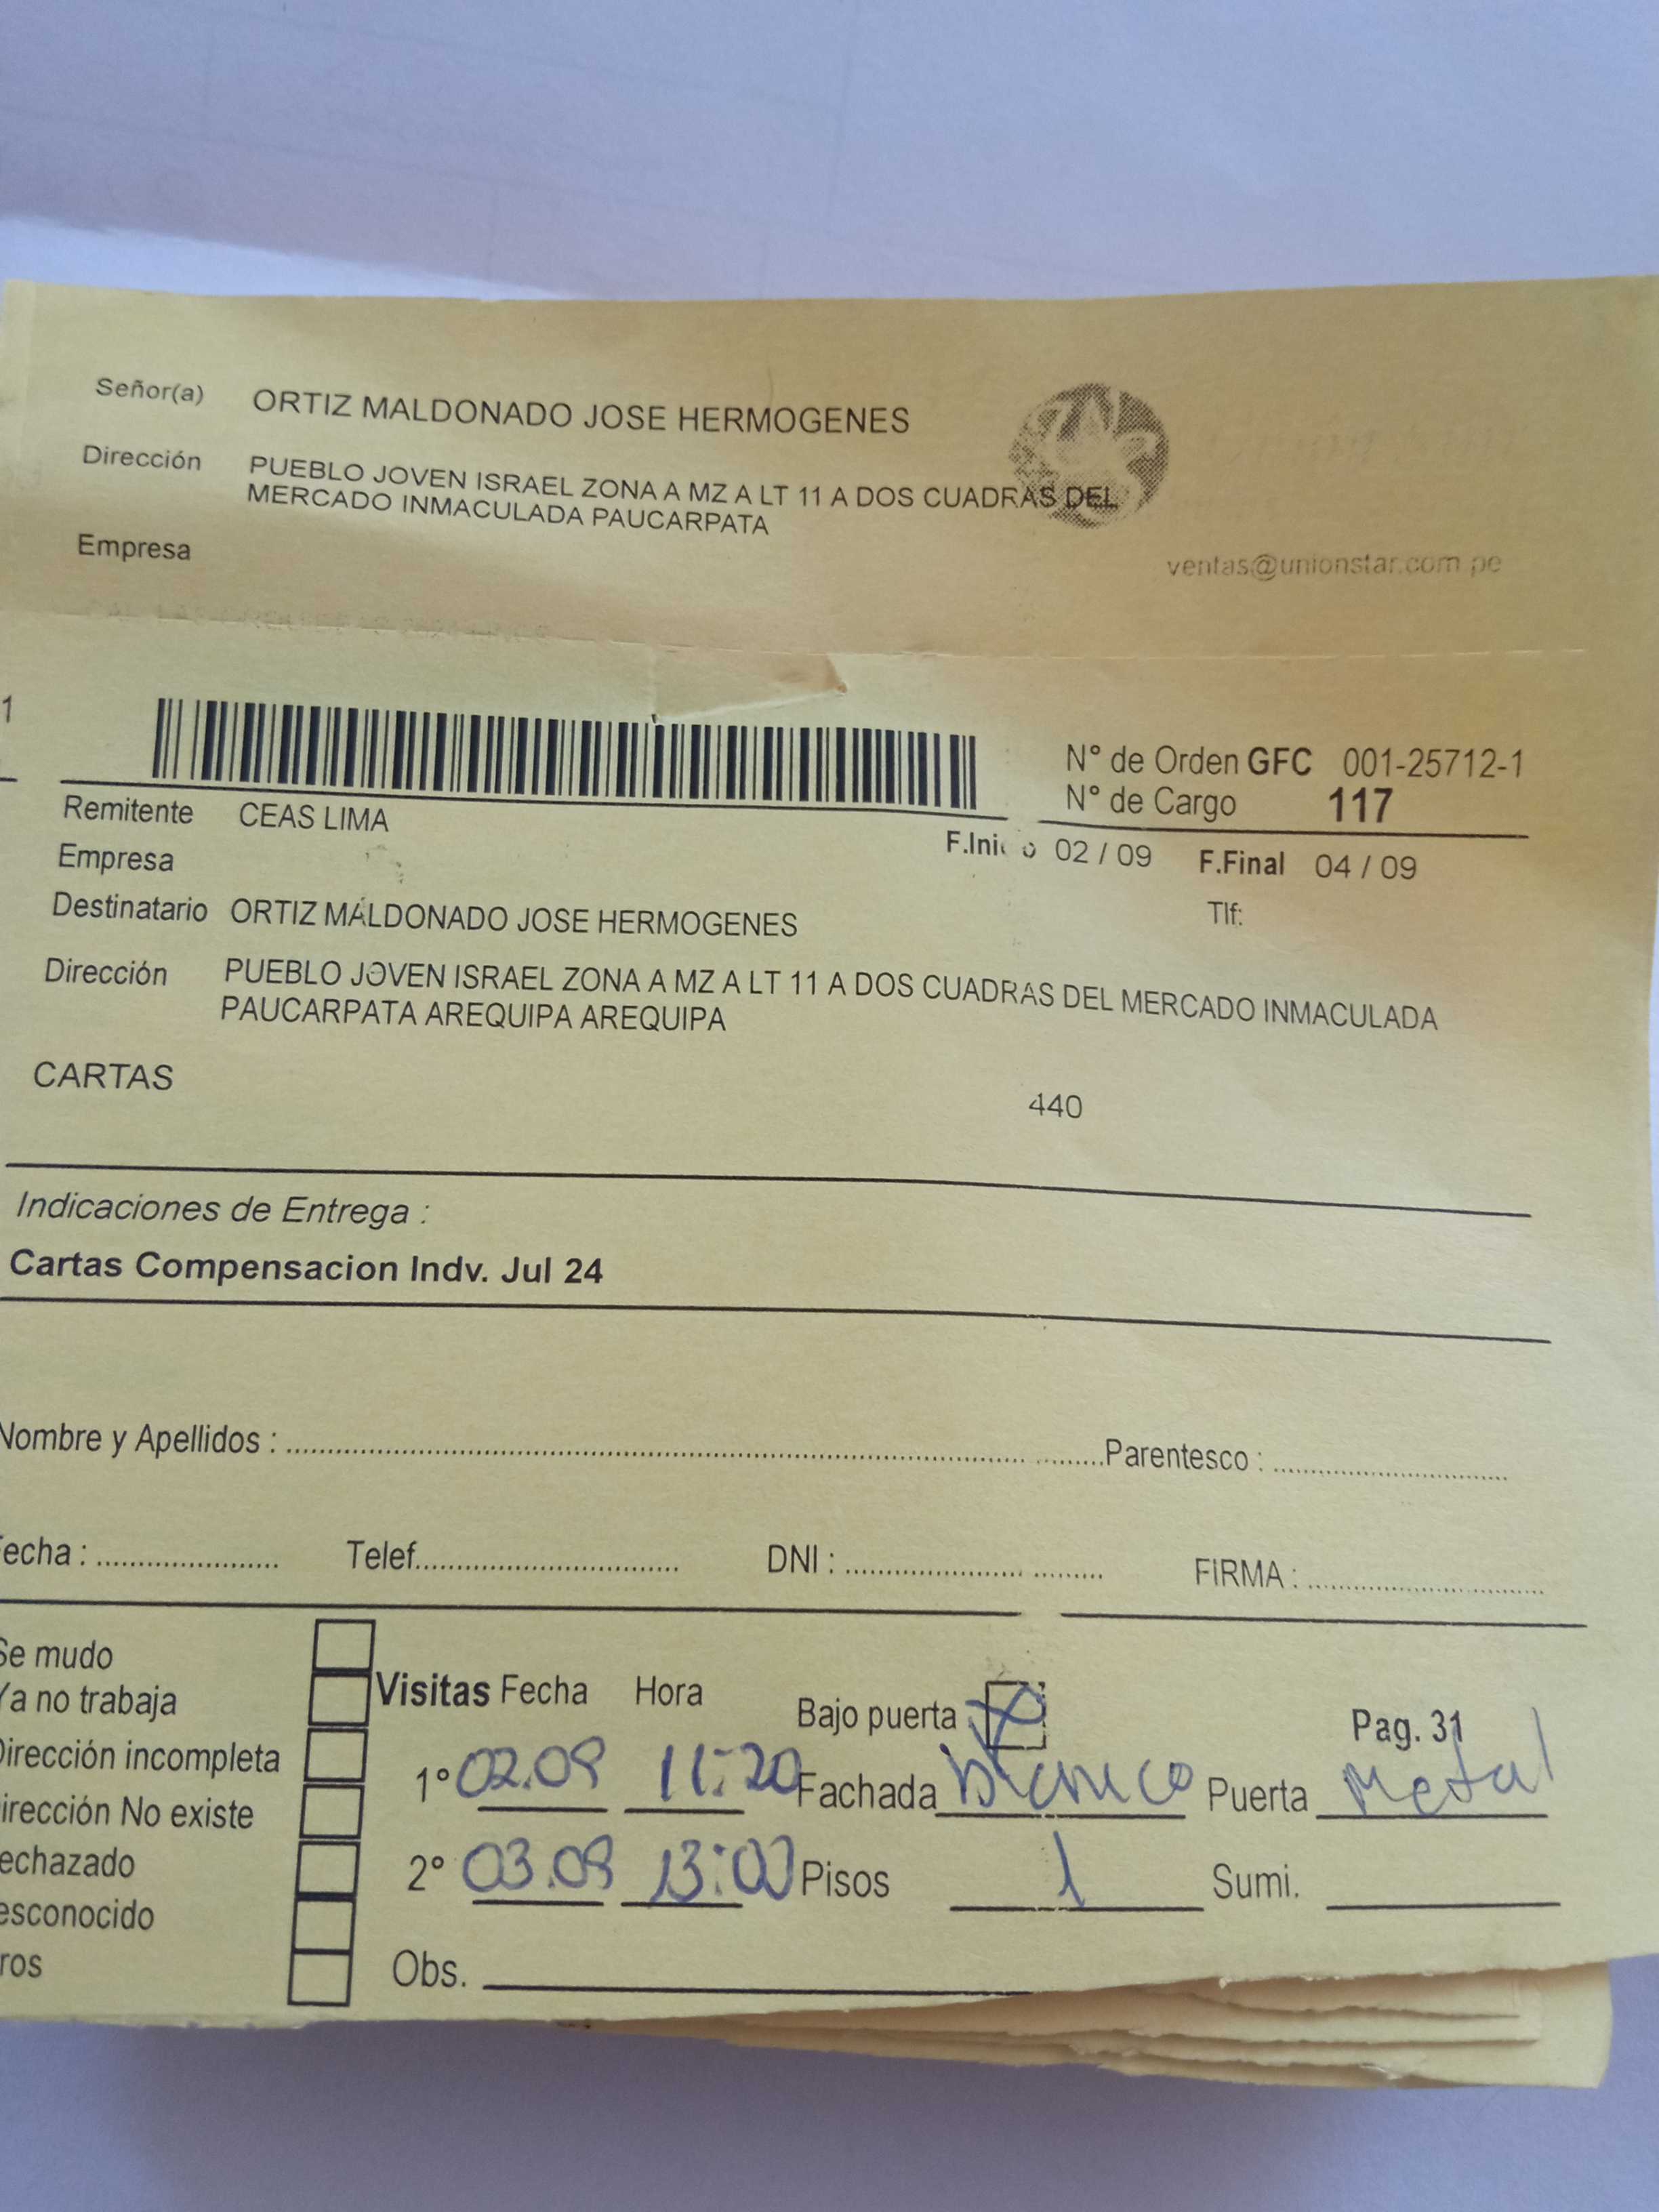 Señor(a) ORTIZ MALDONADO JOSE HERMOGENES
Dirección PUEBLO JOVEN ISRAEL ZONA A MZ A LT 11 A DOS CUADRAS DEL
MERCADO INMACULADA PAUCARPATA
Empresa
ventas@unionstar.com.pe
1
N° de Orden GFC 001-25712-1
N° de Cargo 117
Remitente CEAS LIMA
F.Inicio 02 / 09 F.Final 04 / 09
Empresa
Destinatario ORTIZ MALDONADO JOSE HERMOGENES
Tlf:
Dirección PUEBLO JOVEN ISRAEL ZONA A MZ A LT 11 A DOS CUADRAS DEL MERCADO INMACULADA
PAUCARPATA AREQUIPA AREQUIPA
CARTAS
440
Indicaciones de Entrega :
Cartas Compensacion Indv. Jul 24
Nombre y Apellidos : Parentesco :
echa : Telef. DNI : FIRMA :
Se mudo
Ya no trabaja
Visitas Fecha Hora Bajo puerta X Pag. 31
Dirección incompleta
1° 02.09 11:20 Fachada blanco Puerta Metal
irección No existe
echazado
2° 03.09 13:00 Pisos 1 Sumi.
esconocido
ros
Obs.